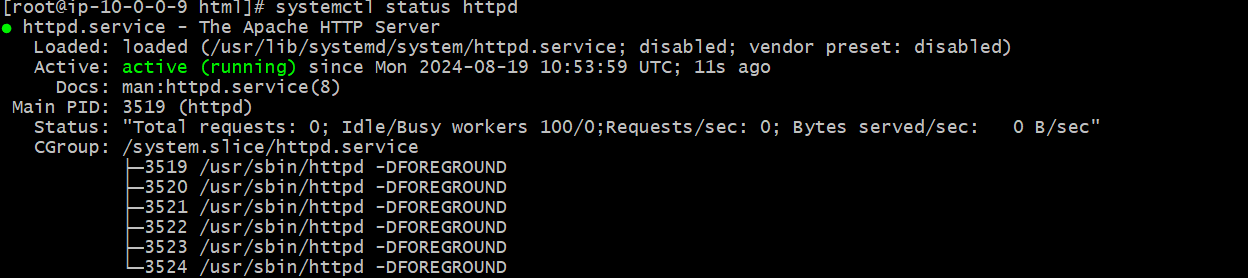 [root@ip-10-0-0-9 html]# systemctl status httpd
● httpd.service - The Apache HTTP Server
   Loaded: loaded (/usr/lib/systemd/system/httpd.service; disabled; vendor preset: disabled)
   Active: active (running) since Mon 2024-08-19 10:53:59 UTC; 11s ago
     Docs: man:httpd.service(8)
 Main PID: 3519 (httpd)
   Status: "Total requests: 0; Idle/Busy workers 100/0;Requests/sec: 0; Bytes served/sec:   0 B/sec"
   CGroup: /system.slice/httpd.service
           ├─3519 /usr/sbin/httpd -DFOREGROUND
           ├─3520 /usr/sbin/httpd -DFOREGROUND
           ├─3521 /usr/sbin/httpd -DFOREGROUND
           ├─3522 /usr/sbin/httpd -DFOREGROUND
           ├─3523 /usr/sbin/httpd -DFOREGROUND
           └─3524 /usr/sbin/httpd -DFOREGROUND